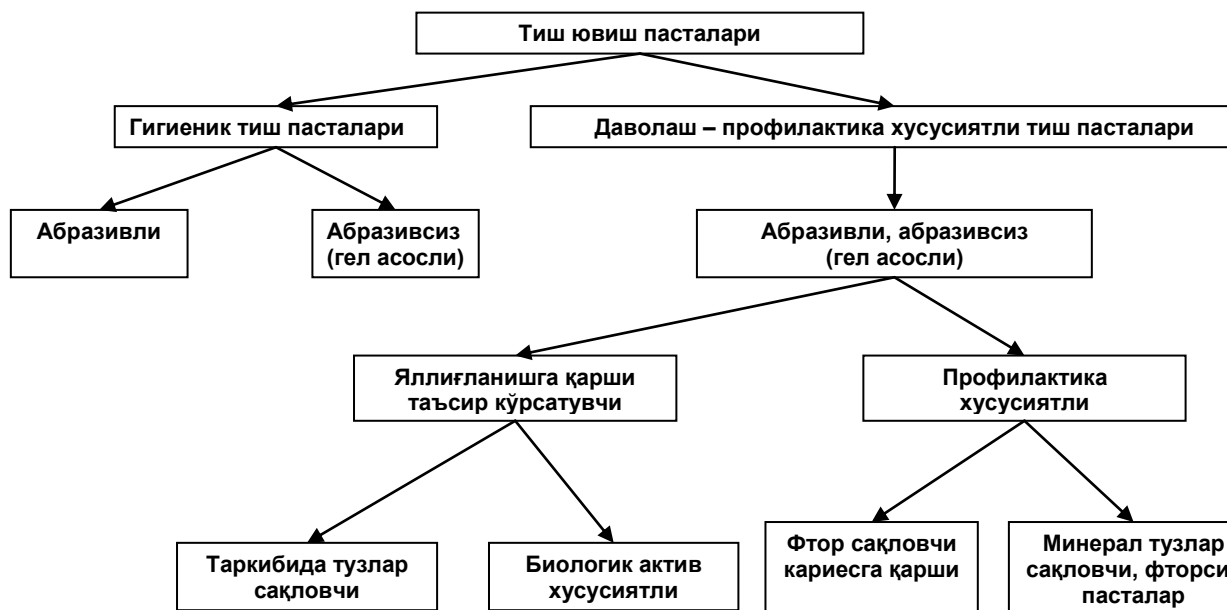 Тиш ювиш пасталари
Гигиеник тиш пасталари
Даволаш – профилактика хусусиятли тиш пасталари
Абразивли
Абразивсиз
(гел асосли)
Абразивли, абразивсиз
(гел асосли)
Яллиғланишга қарши
таъсир кўрсатувчи
Профилактика
хусусиятли
Таркибида тузлар
сақловчи
Биологик актив
хусусиятли
Фтор сақловчи
кариесга қарши
Минерал тузлар
сақловчи,
пасталар